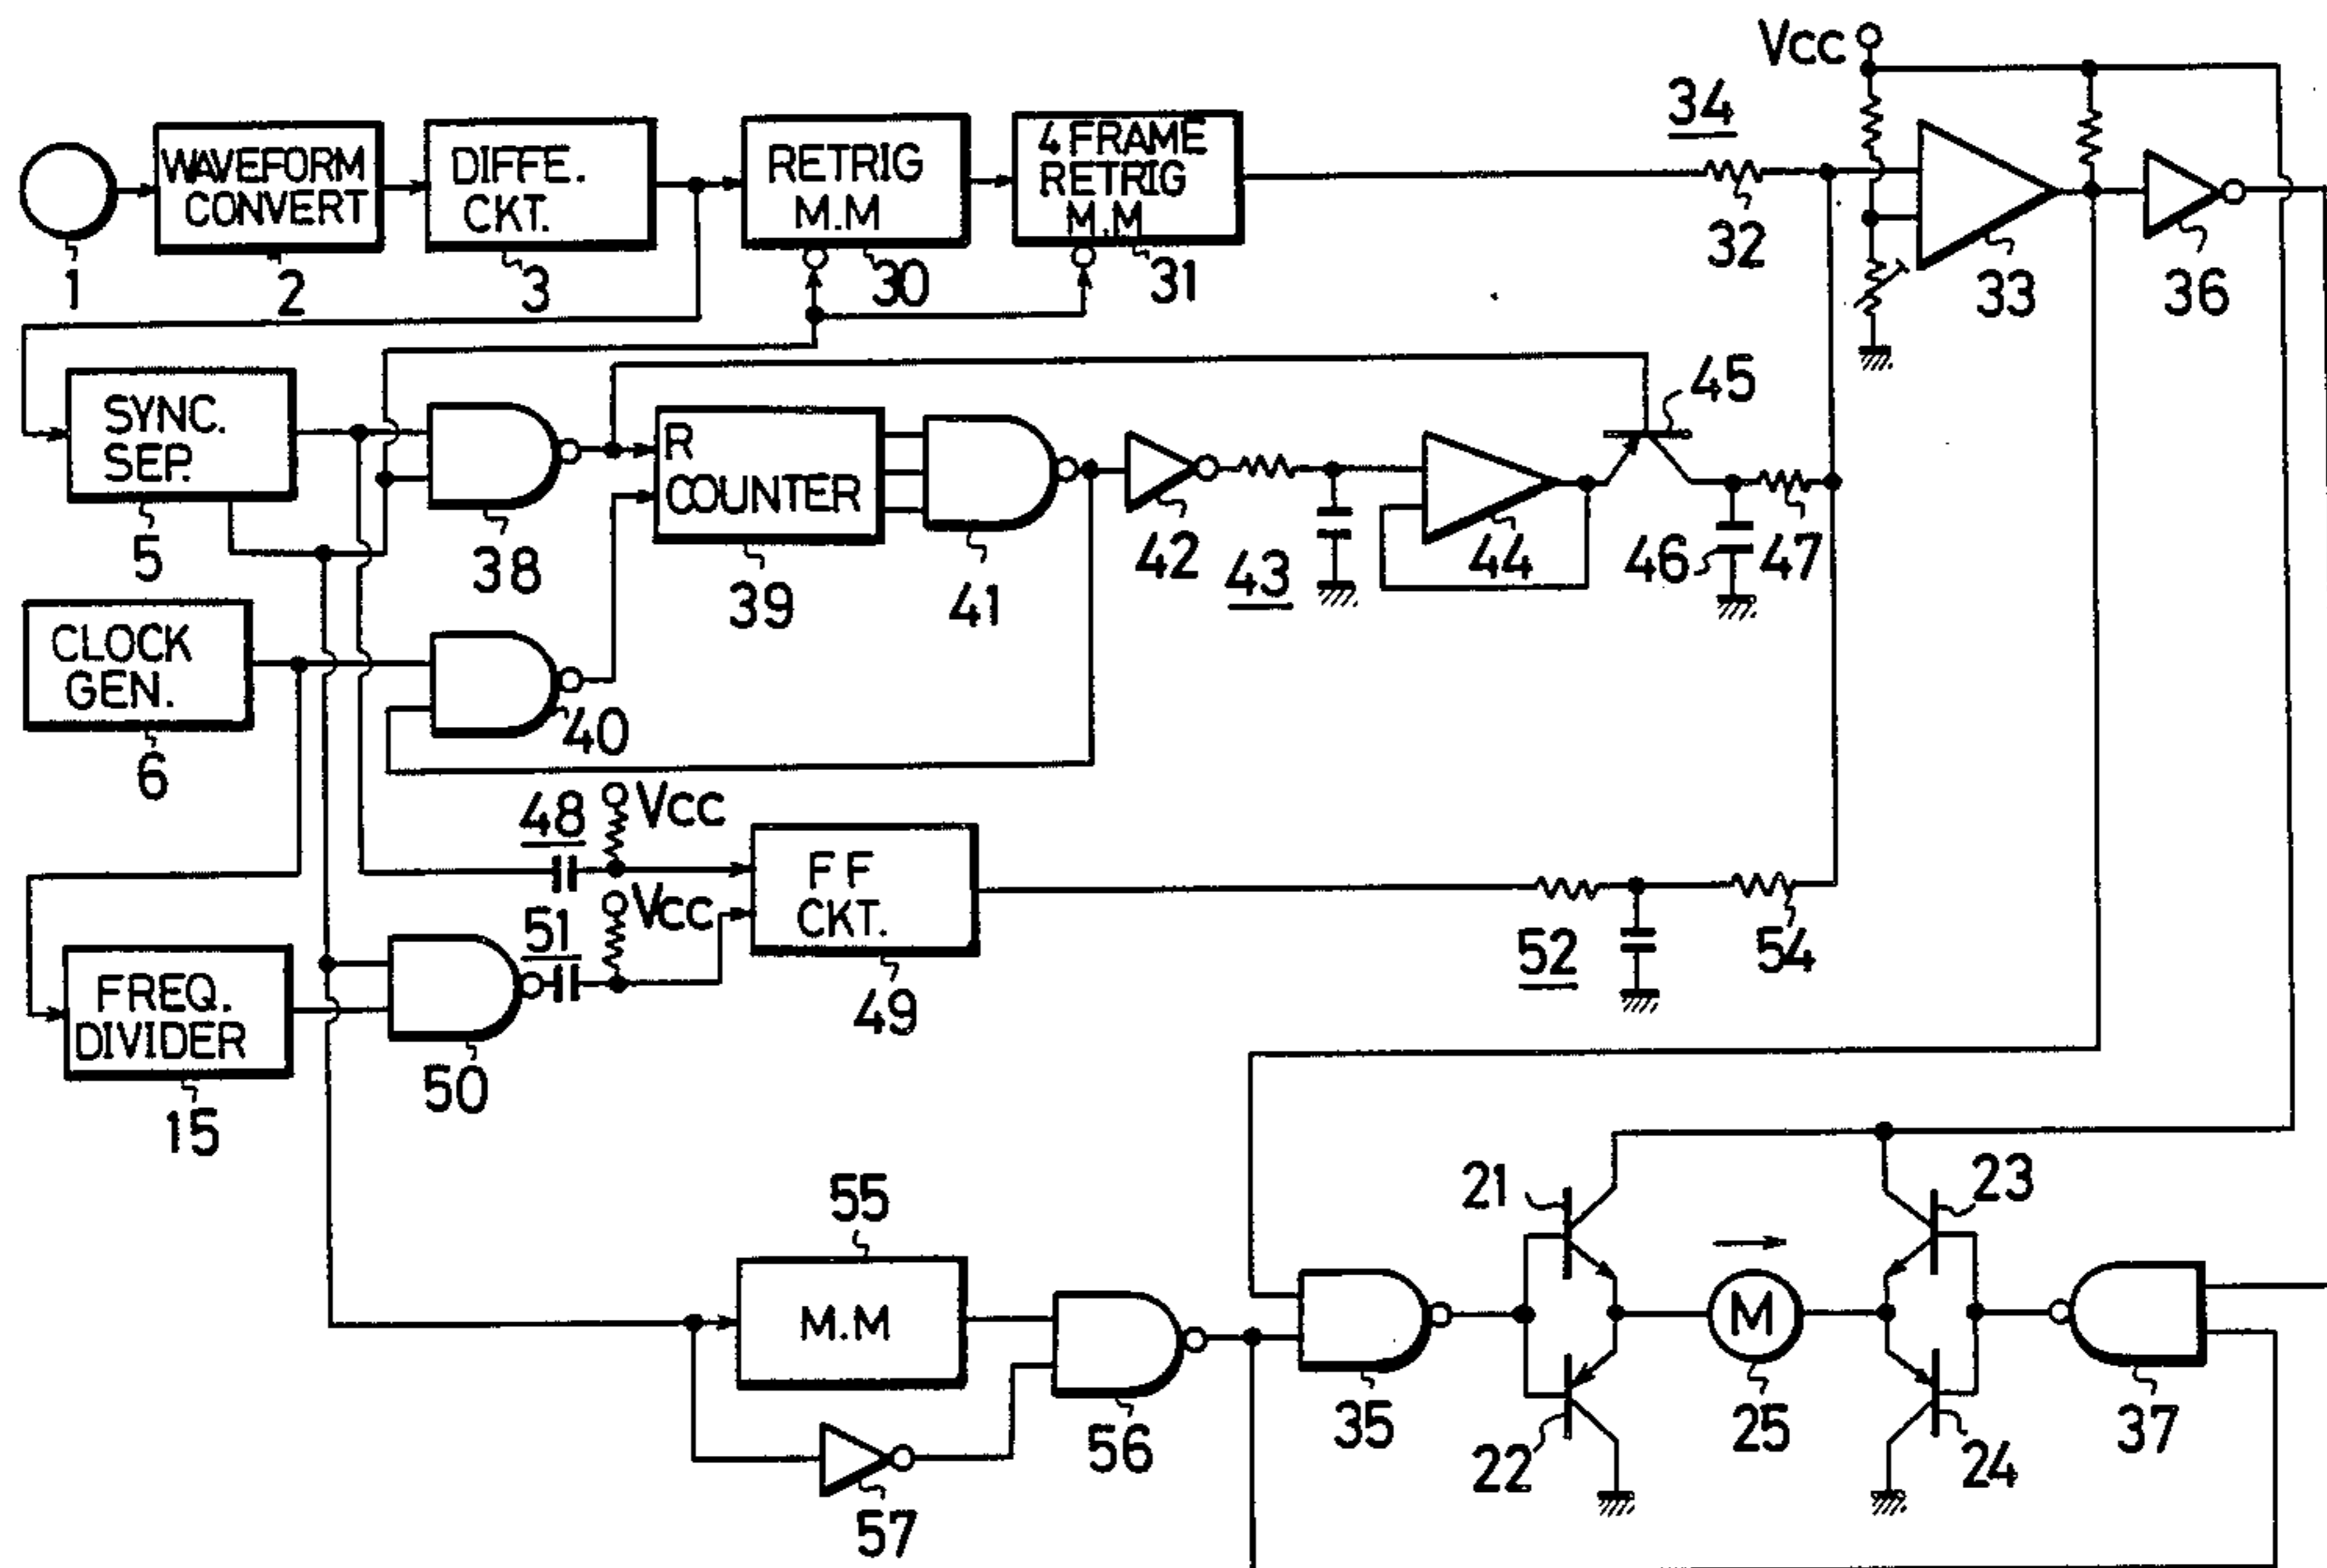 VCC
34
WAVEFORM
CONVERT
DIFFE.
CKT.
RETRIG
M.M
4 FRAME
RETRIG
M.M
1
2
3
30
31
32
33
36
SYNC.
SEP.
R
COUNTER
45
5
38
39
41
42
43
44
46
47
CLOCK
GEN.
6
40
48
VCC
FF
CKT.
51
VCC
FREQ.
DIVIDER
15
50
49
52
54
55
M.M
21
23
M
57
56
35
22
25
24
37